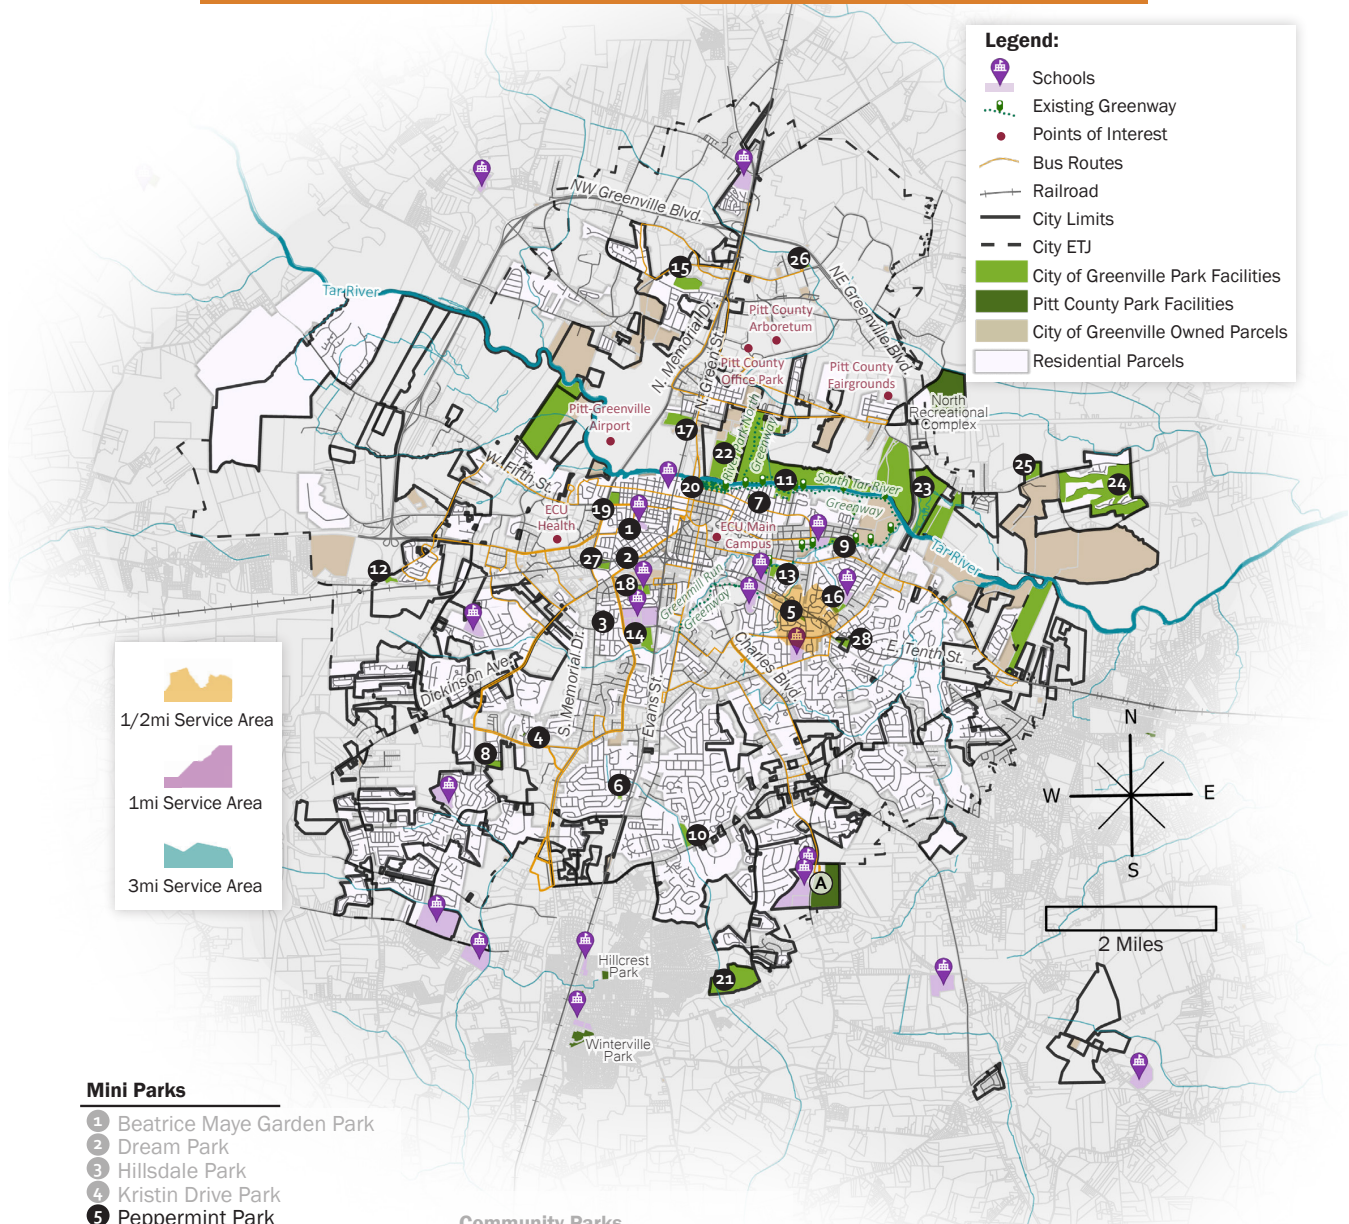 Legend:
Schools
Existing Greenway
Points of Interest
Bus Routes
Railroad
City Limits
City ETJ
City of Greenville Park Facilities
Pitt County Park Facilities
City of Greenville Owned Parcels
Residential Parcels
NW Greenville Blvd.
NE Greenville Blvd.
26
15
Tar River
Pitt County
Arboretum
N. Memorial Dr.
N. Green St.
Pitt County
Office Park
Pitt County
Fairgrounds
North
Recreational
Complex
Pitt-Greenville
Airport
17
River Park North
Greenway
22
W. Fifth St.
25
24
23
20
11
South Tar River
Greenway
7
19
ECU
Health
1
ECU Main
Campus
9
Tar River
27
2
12
18
13
Greenmill Run
Greenway
16
5
3
14
28
E. Tenth St.
Charles Blvd.
Dickinson Ave.
S. Memorial Dr.
Evans St.
4
8
6
10
A
21
1/2mi Service Area
1mi Service Area
3mi Service Area
N
W
E
S
2 Miles
Hillcrest
Park
Winterville
Park
Mini Parks
1 Beatrice Maye Garden Park
2 Dream Park
3 Hillsdale Park
4 Kristin Drive Park
5 Peppermint Park
Community Parks